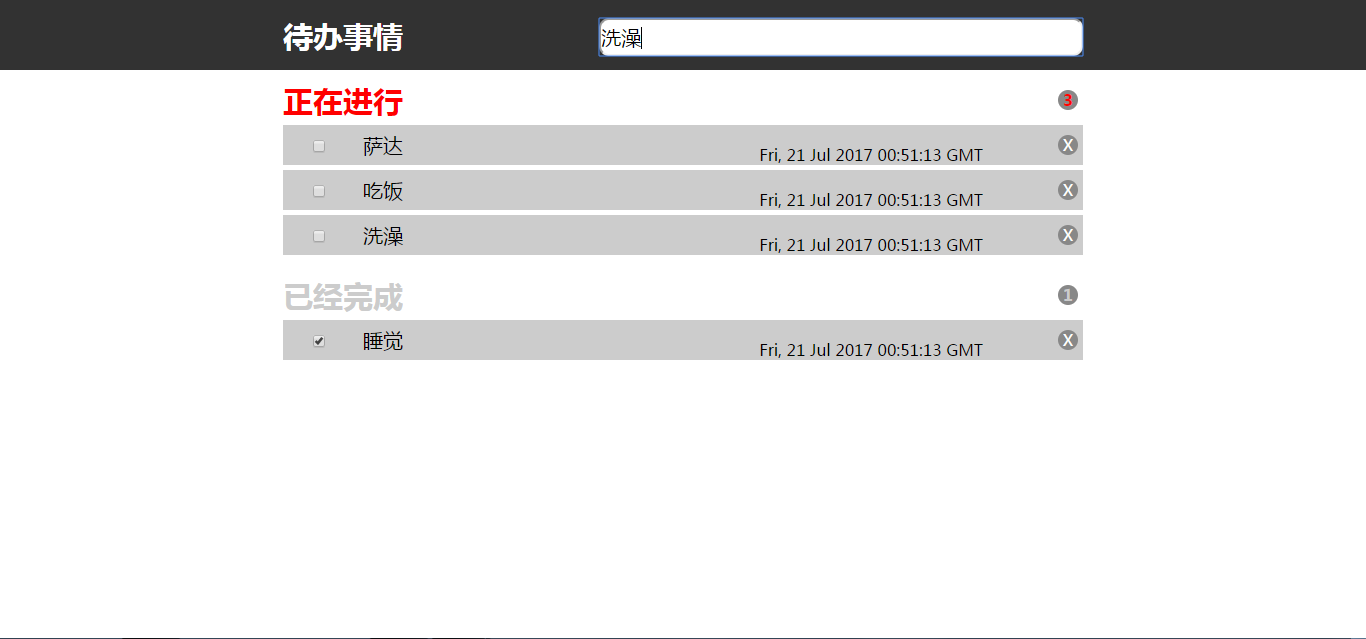 待办事情 洗澡
正在进行 3
萨达 Fri, 21 Jul 2017 00:51:13 GMT X
吃饭 Fri, 21 Jul 2017 00:51:13 GMT X
洗澡 Fri, 21 Jul 2017 00:51:13 GMT X
已经完成 1
睡觉 Fri, 21 Jul 2017 00:51:13 GMT X